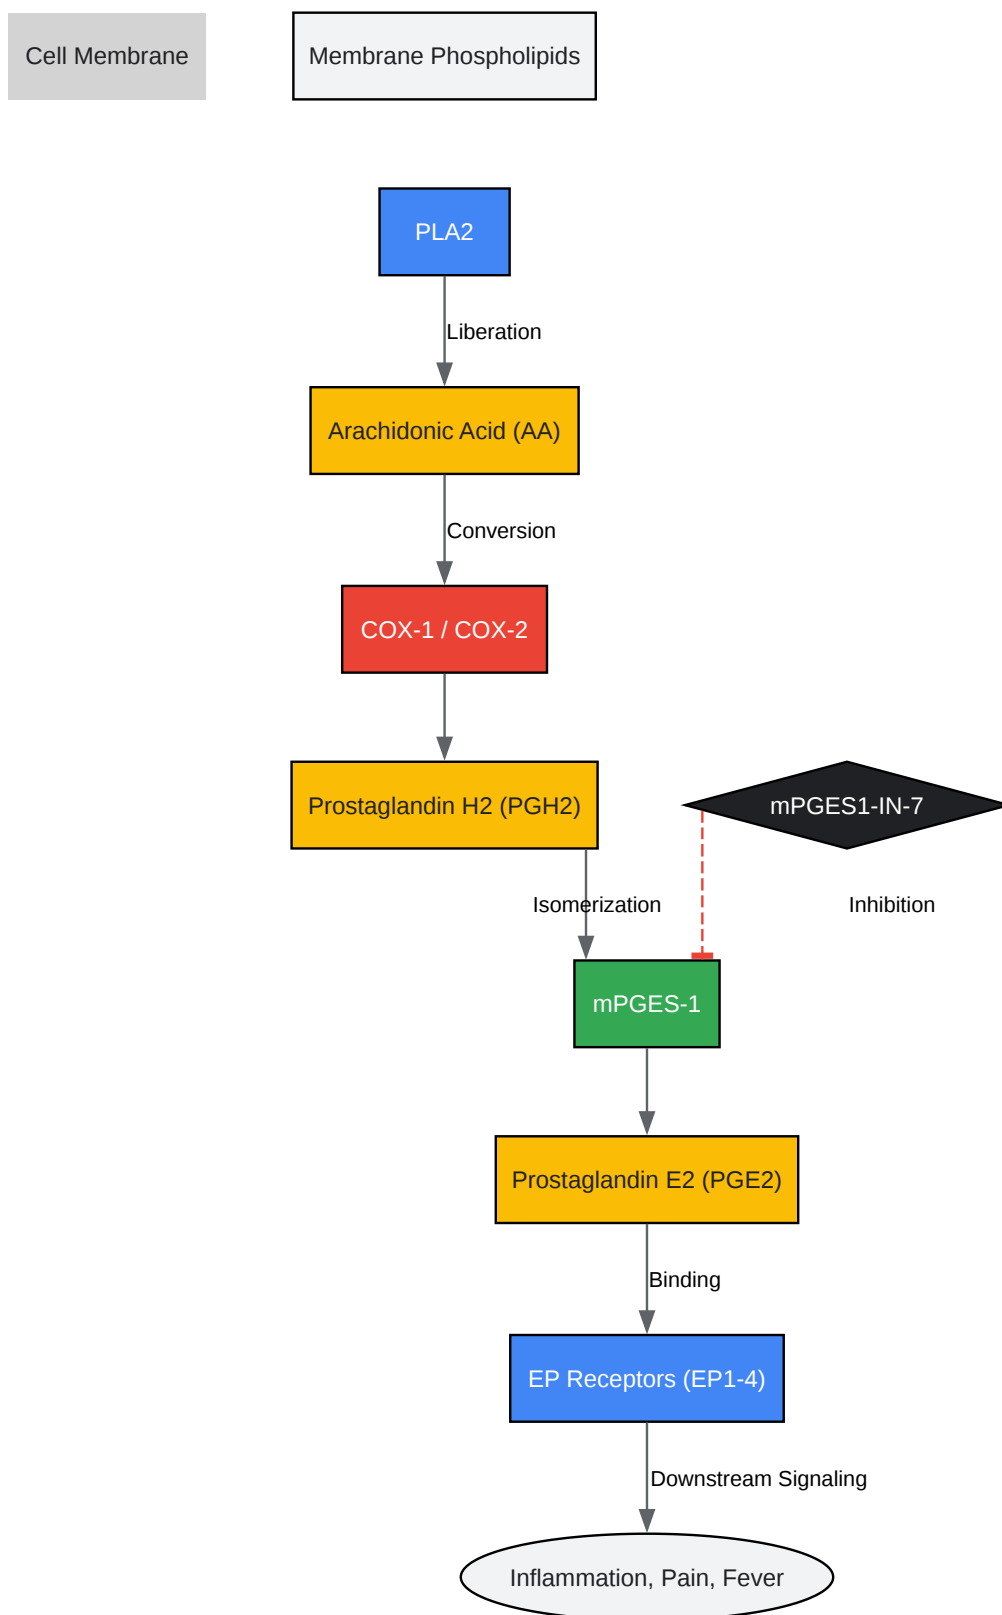 Cell Membrane
Membrane Phospholipids
PLA2
Liberation
Arachidonic Acid (AA)
Conversion
COX-1 / COX-2
Prostaglandin H2 (PGH2)
mPGES1-IN-7
Isomerization
Inhibition
mPGES-1
Prostaglandin E2 (PGE2)
Binding
EP Receptors (EP1-4)
Downstream Signaling
Inflammation, Pain, Fever